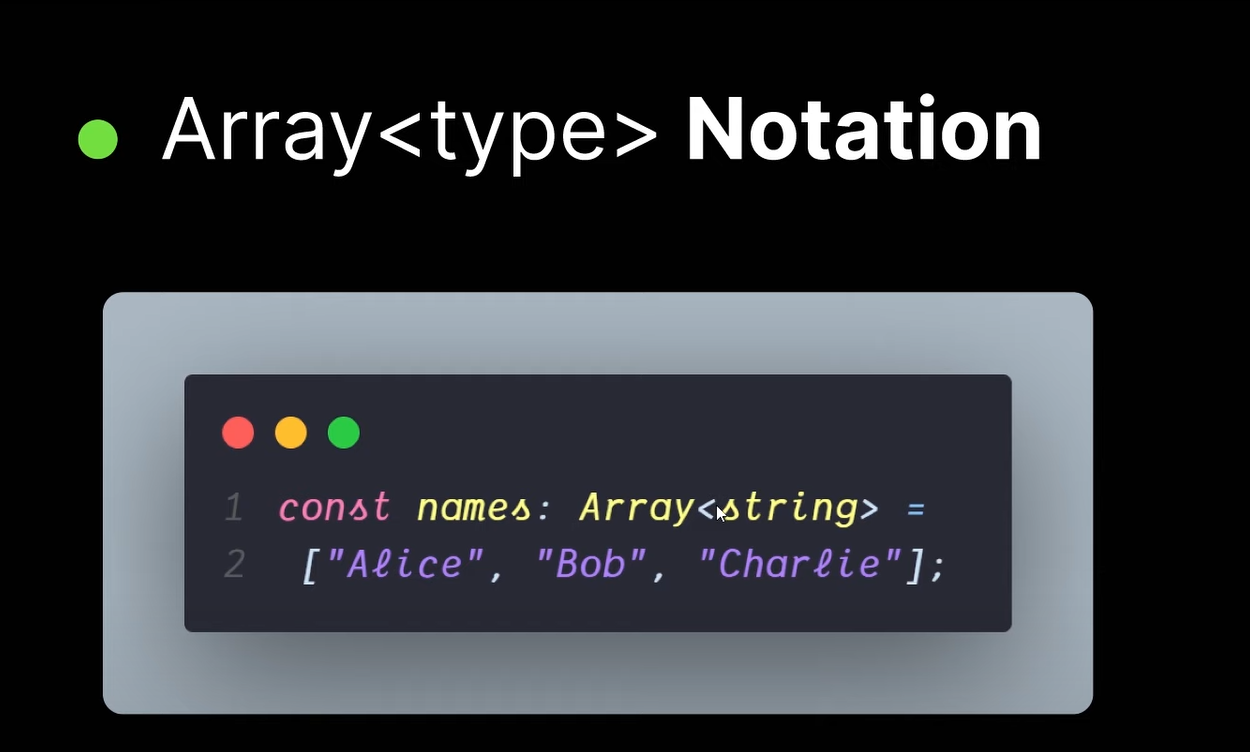 Array<type> Notation
1 const names: Array<string> =
2 ["Alice", "Bob", "Charlie"];